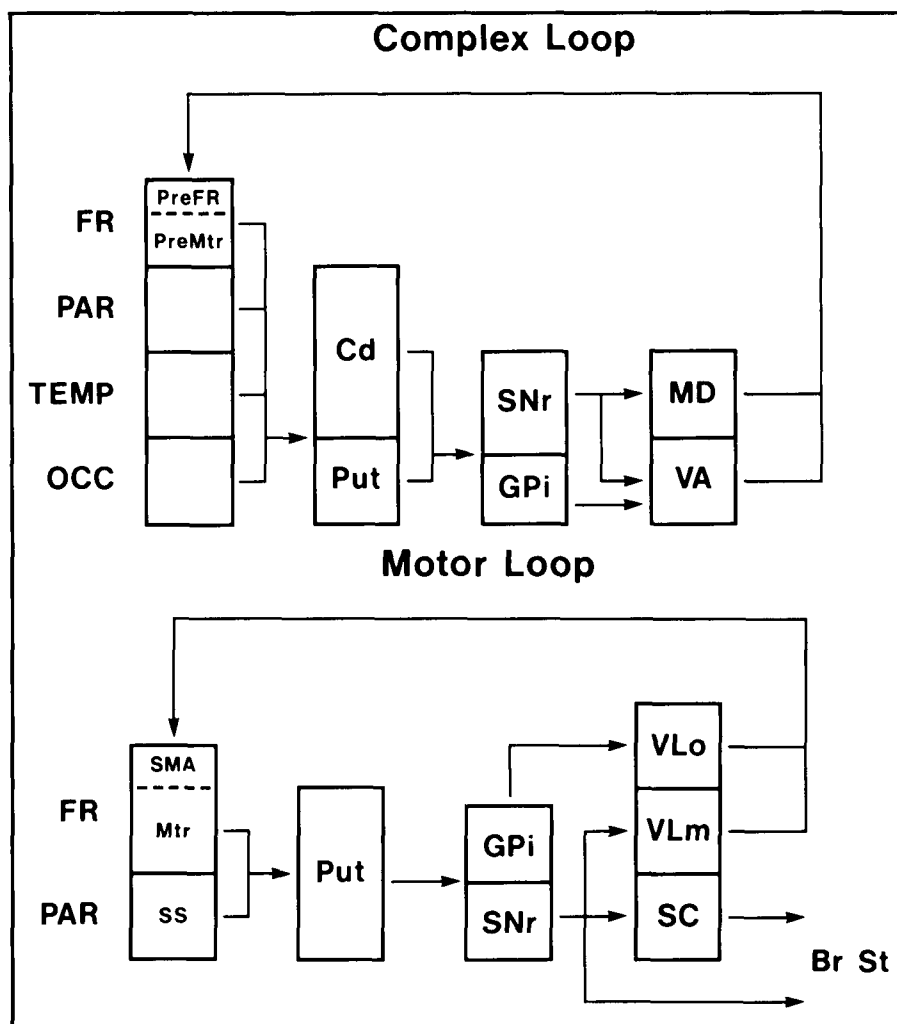 Complex Loop
PreFR
FR
PreMtr
PAR
Cd
TEMP
SNr
MD
OCC
Put
GPi
VA
Motor Loop
SMA
VLo
FR
Mtr
Put
GPi
VLm
PAR
SS
SNr
SC
Br St